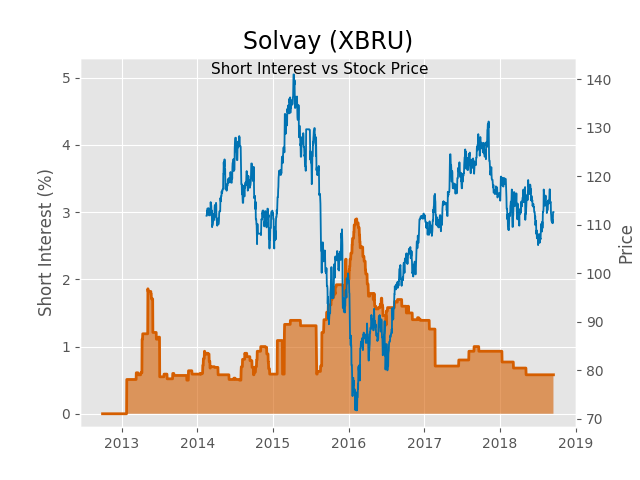 Solvay (XBRU)
Short Interest vs Stock Price
5
4
3
2
1
0
Short Interest (%)
140
130
120
110
100
90
80
70
Price
2013 2014 2015 2016 2017 2018 2019